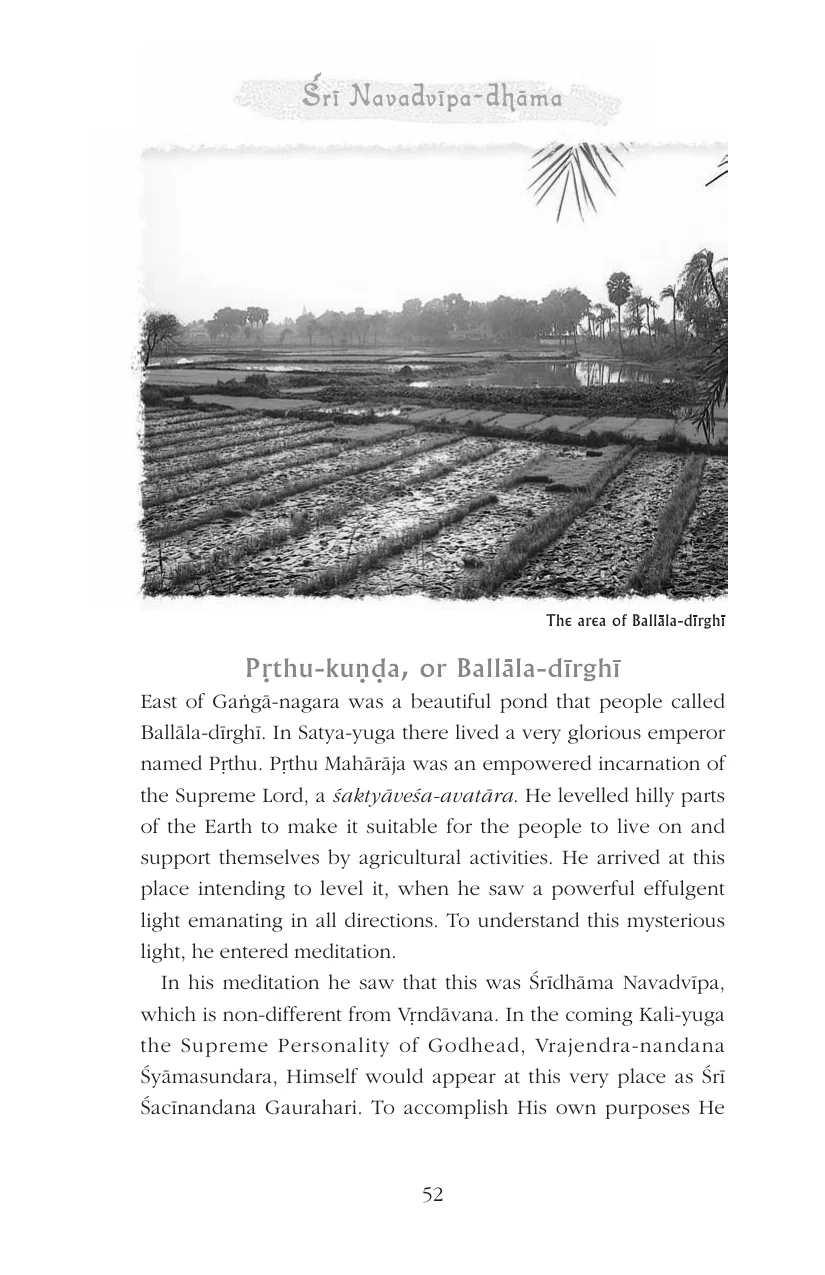 Śrī Navadvīpa-dhāma
The area of Ballāla-dīrghī
Pṛthu-kuṇḍa, or Ballāla-dīrghī
East of Gaṅgā-nagara was a beautiful pond that people called
Ballāla-dīrghī. In Satya-yuga there lived a very glorious emperor
named Pṛthu. Pṛthu Mahārāja was an empowered incarnation of
the Supreme Lord, a śaktyāveśa-avatāra. He levelled hilly parts
of the Earth to make it suitable for the people to live on and
support themselves by agricultural activities. He arrived at this
place intending to level it, when he saw a powerful effulgent
light emanating in all directions. To understand this mysterious
light, he entered meditation.
In his meditation he saw that this was Śrīdhāma Navadvīpa,
which is non-different from Vṛndāvana. In the coming Kali-yuga
the Supreme Personality of Godhead, Vrajendra-nandana
Śyāmasundara, Himself would appear at this very place as Śrī
Śacīnandana Gaurahari. To accomplish His own purposes He
52